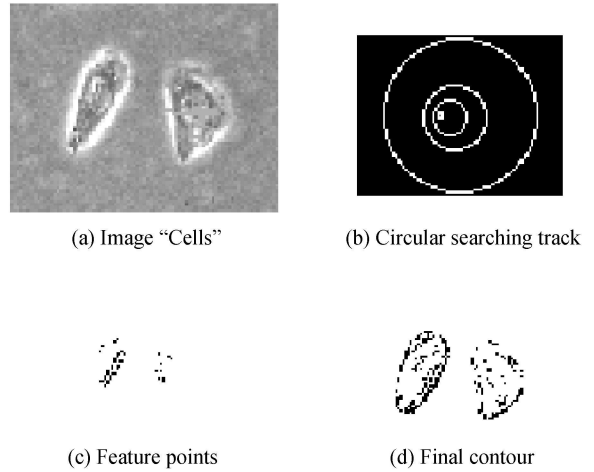 (a) Image “Cells”
(b) Circular searching track
(c) Feature points
(d) Final contour